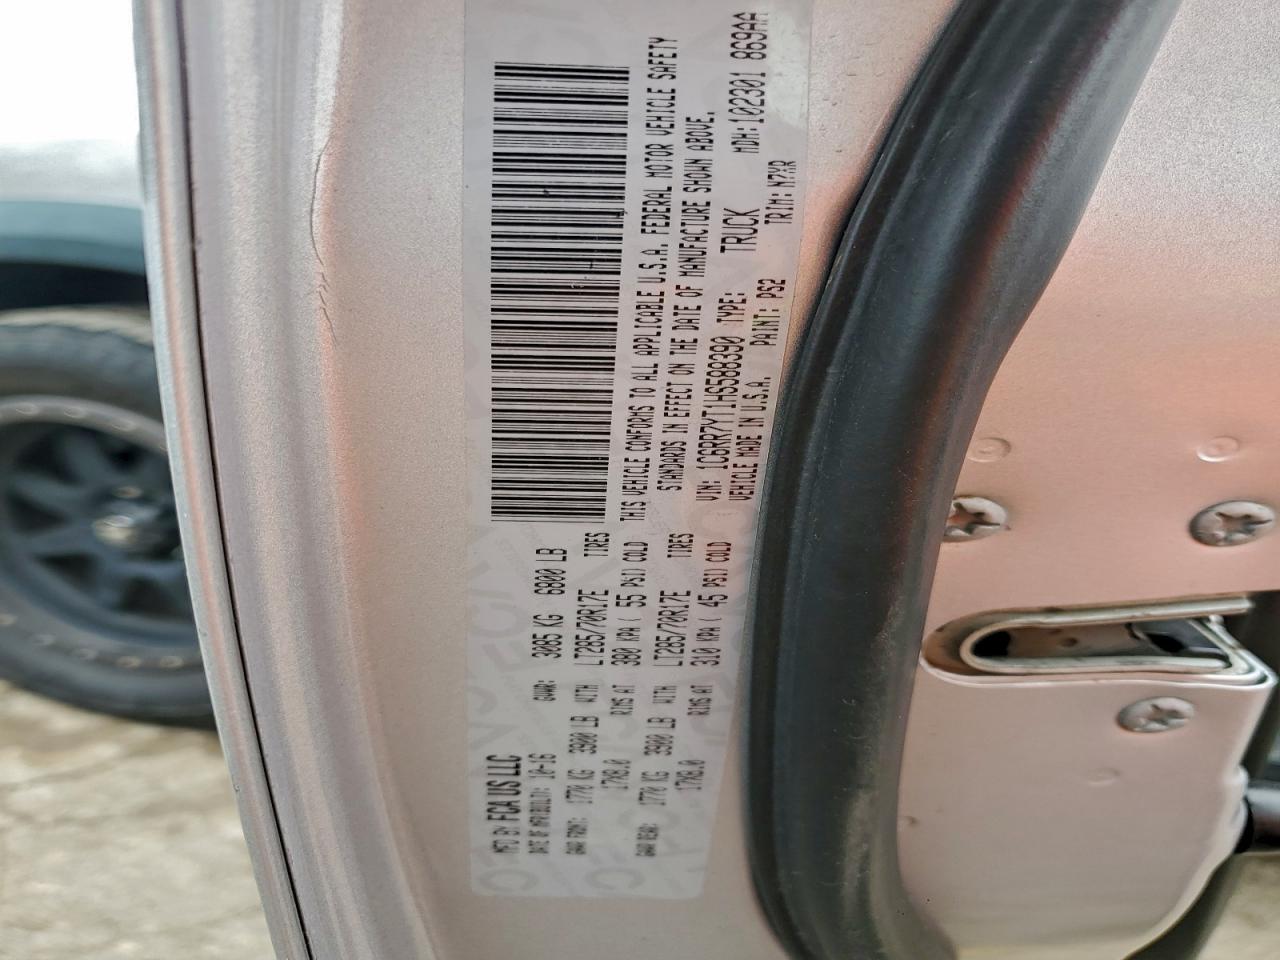 MFD BY FCA US LLC
DATE OF MFR(BUILT): 10-16 GVWR: 3085 KG 6800 LB
GAWR FRONT: 1770 KG 3900 LB WITH LT285/70R17E TIRES
17X8.0 RIMS AT 380 KPA ( 55 PSI) COLD
GAWR REAR: 1770 KG 3900 LB WITH LT285/70R17E TIRES
17X8.0 RIMS AT 310 KPA ( 45 PSI) COLD
THIS VEHICLE CONFORMS TO ALL APPLICABLE U.S.A. FEDERAL MOTOR VEHICLE SAFETY
STANDARDS IN EFFECT ON THE DATE OF MANUFACTURE SHOWN ABOVE.
VIN: 1C6RR7YT1HS588390 TYPE: TRUCK MDH: 102301 869AA
VEHICLE MADE IN U.S.A. PAINT: PS2 TRIM: N7XR